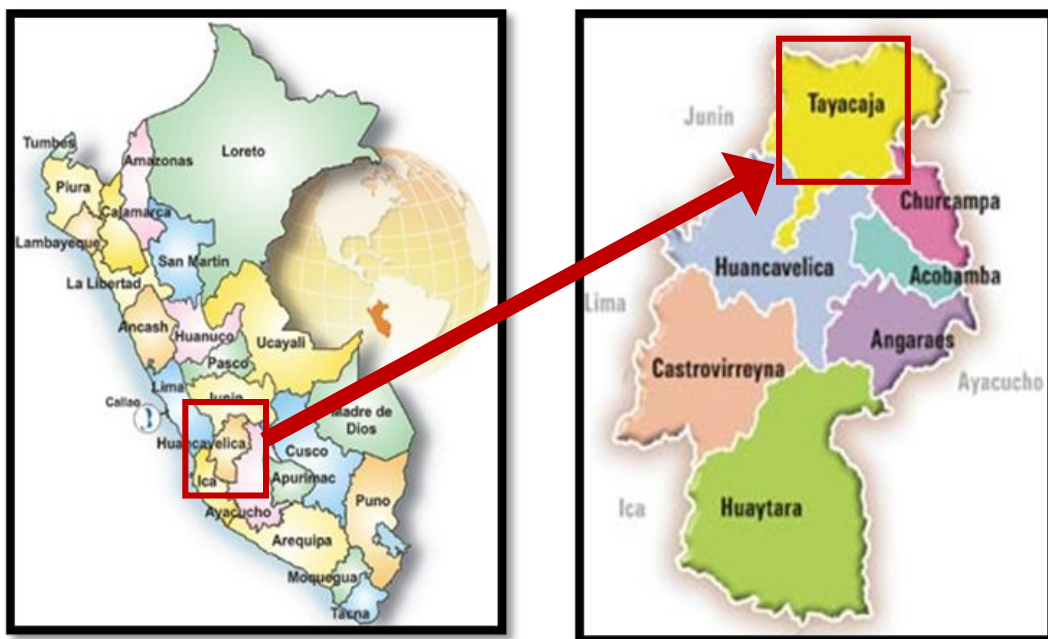 Tumbes
Loreto
Amazonas
Piura
Cajamarca
Lambayeque
San Martin
La Libertad
Ancash
Huanuco
Ucayali
Pasco
Lima
Junin
Callao
Madre de
Dios
Huancavelica
Cusco
Ica
Apurimac
Puno
Ayacucho
Arequipa
Moquegua
Tacna
Tayacaja
Junin
Churcampa
Huancavelica
Acobamba
Lima
Angaraes
Castrovirreyna
Ayacucho
Ica
Huaytara